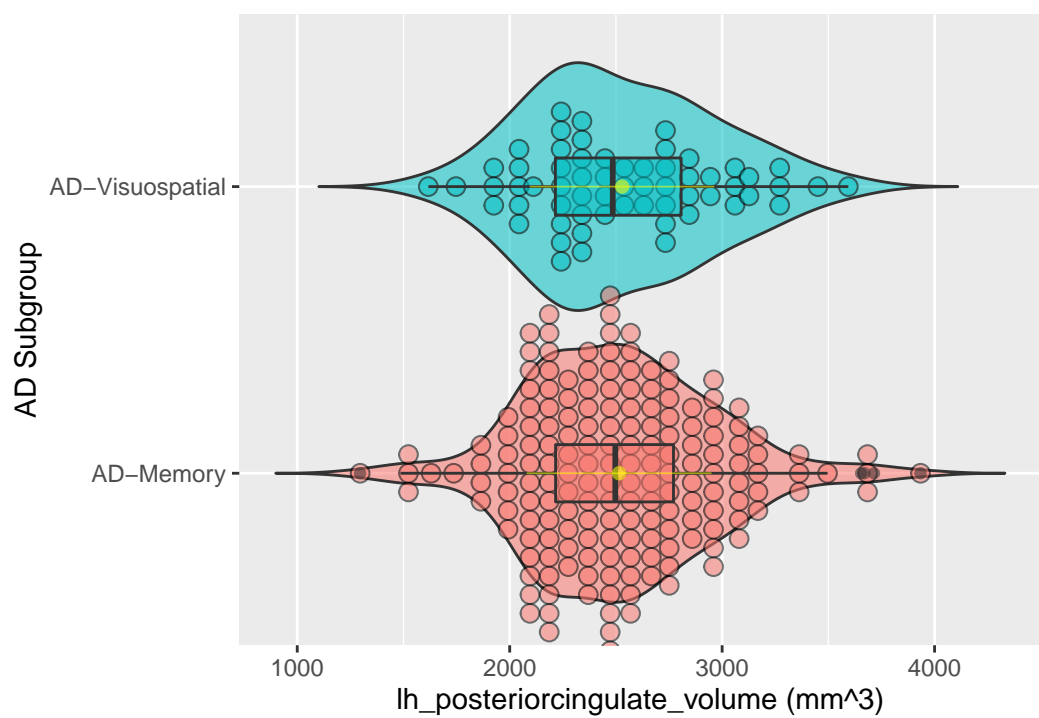 AD Subgroup
AD−Visuospatial
AD−Memory
1000 2000 3000 4000
lh_posteriorcingulate_volume (mm^3)